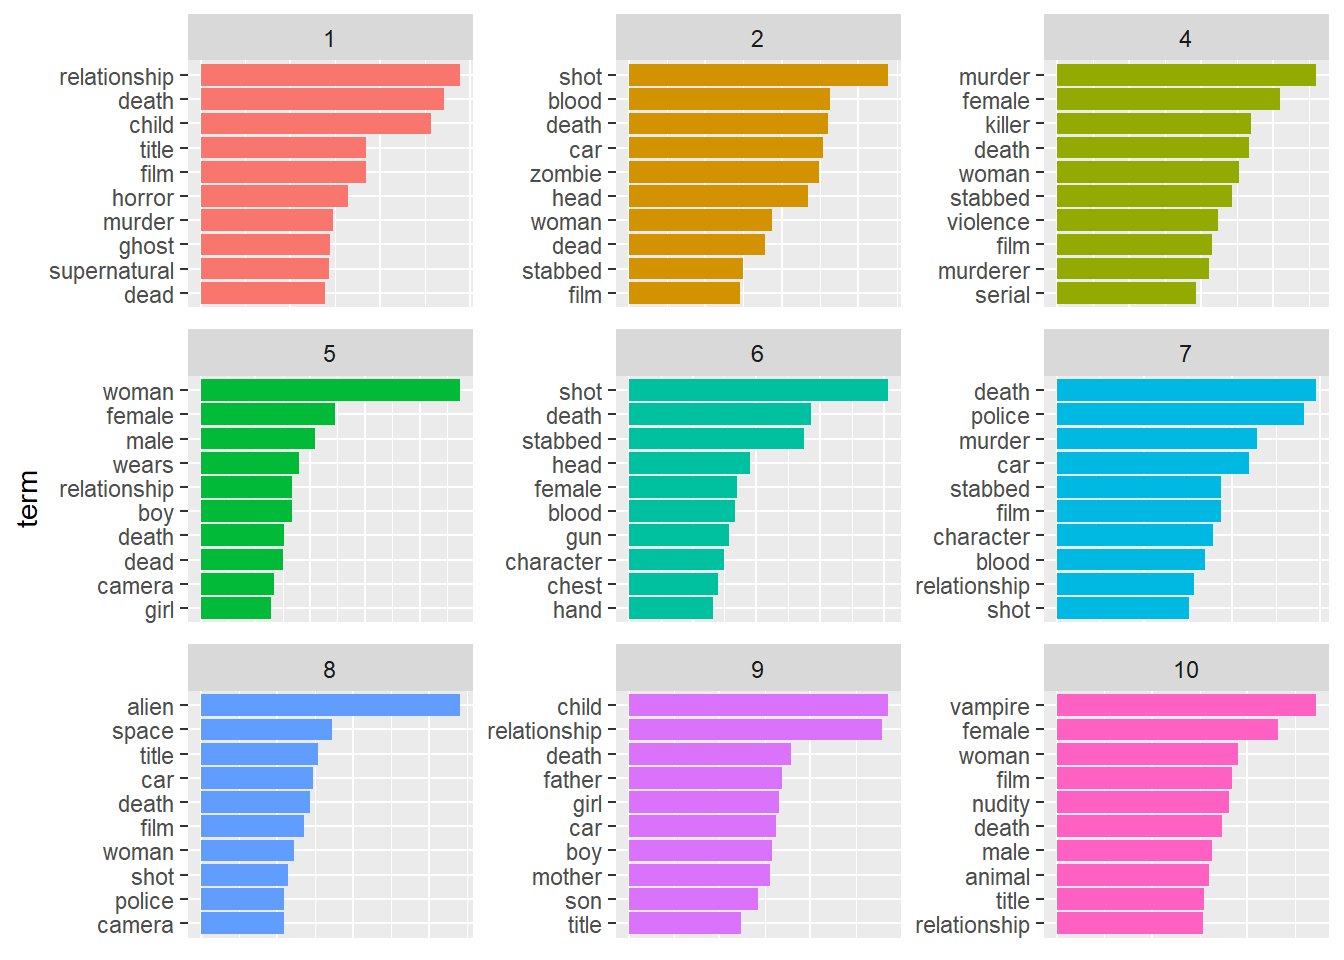 1
relationship
death
child
title
film
horror
murder
ghost
supernatural
dead
2
shot
blood
death
car
zombie
head
woman
dead
stabbed
film
4
murder
female
killer
death
woman
stabbed
violence
film
murderer
serial
term
5
woman
female
male
wears
relationship
boy
death
dead
camera
girl
6
shot
death
stabbed
head
female
blood
gun
character
chest
hand
7
death
police
murder
car
stabbed
film
character
blood
relationship
shot
8
alien
space
title
car
death
film
woman
shot
police
camera
9
child
relationship
death
father
girl
car
boy
mother
son
title
10
vampire
female
woman
film
nudity
death
male
animal
title
relationship